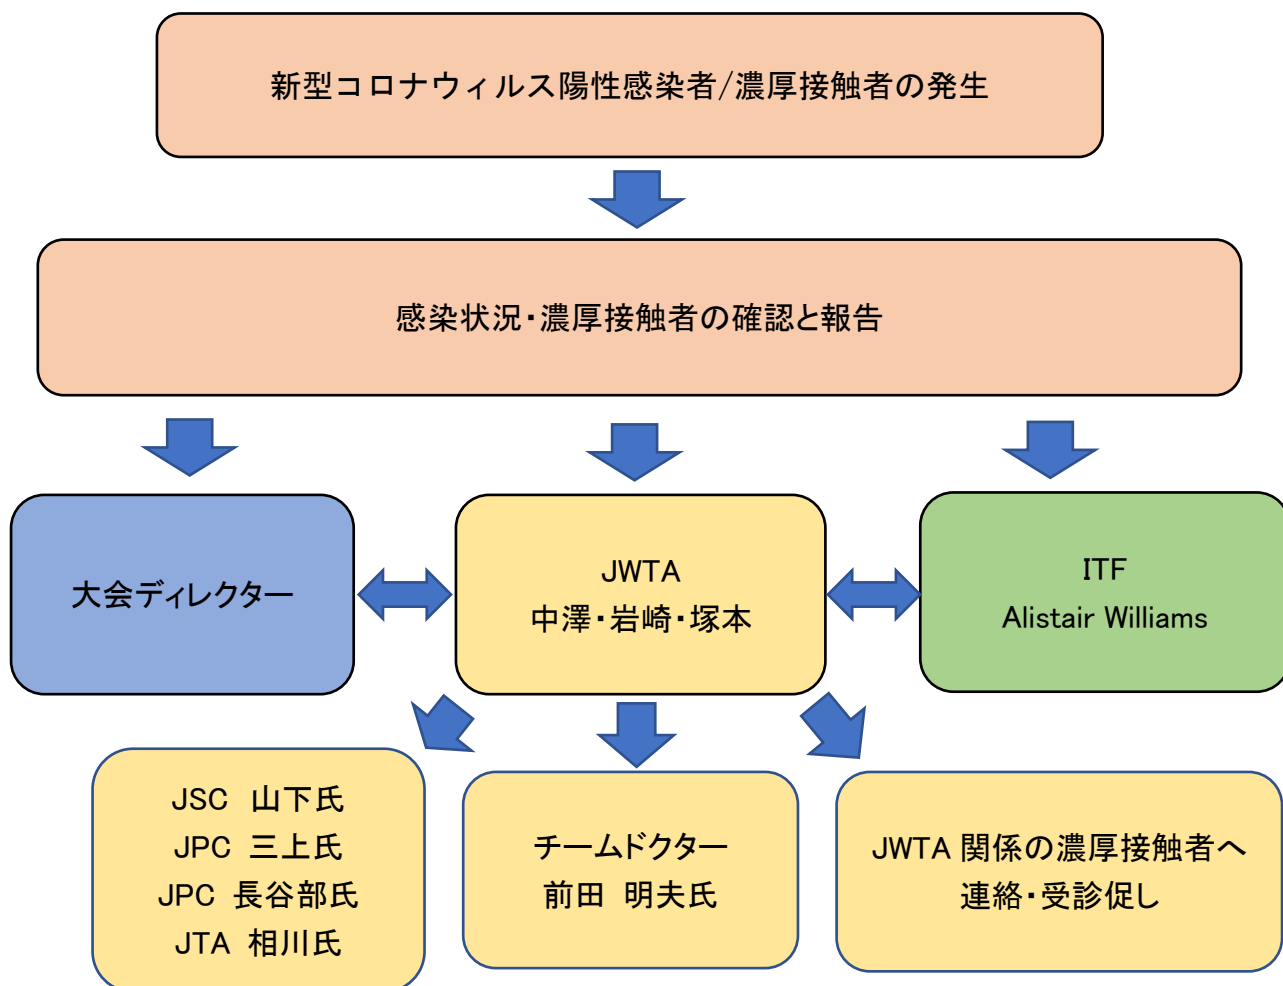 新型コロナウィルス陽性感染者/濃厚接触者の発生
感染状況・濃厚接触者の確認と報告
大会ディレクター
JWTA
中澤・岩崎・塚本
ITF
Alistair Williams
JSC 山下氏
JPC 三上氏
JPC 長谷部氏
JTA 相川氏
チームドクター
前田 明夫氏
JWTA 関係の濃厚接触者へ
連絡・受診促し